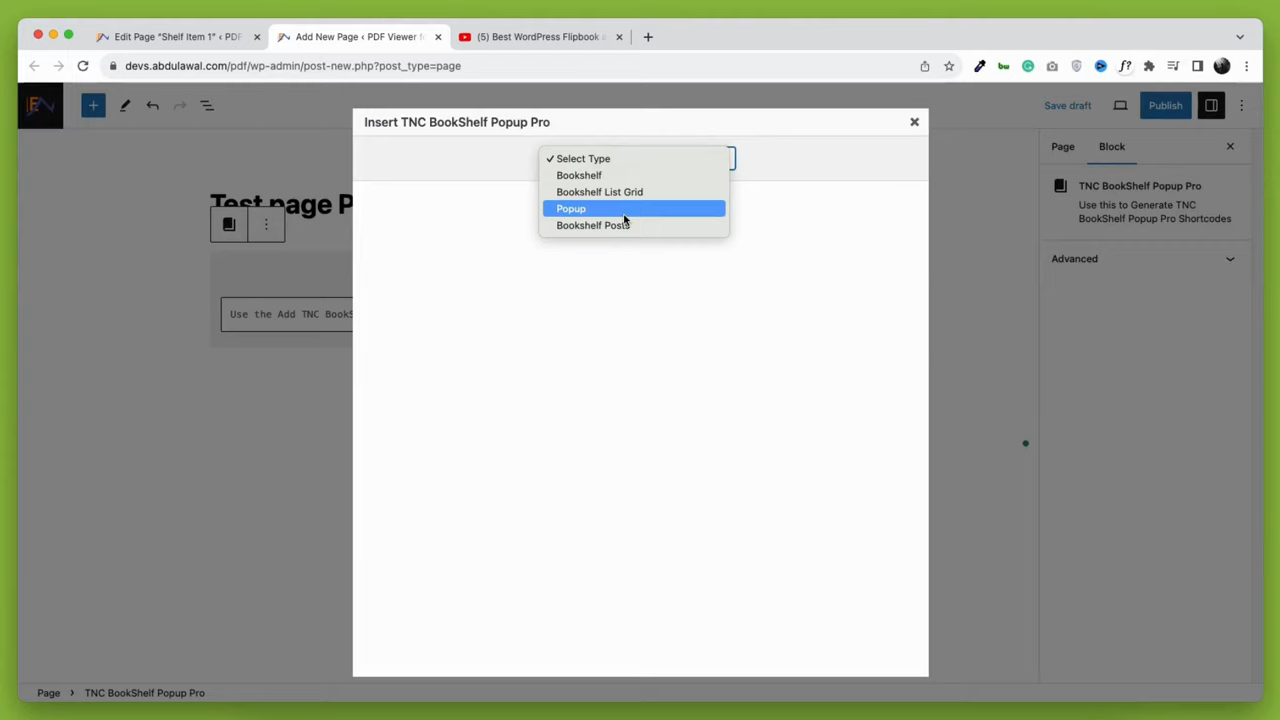 Edit Page “Shelf Item 1” ‹ PDF
Add New Page ‹ PDF Viewer f
(5) Best WordPress Flipbook
devs.abdulawal.com/pdf/wp-admin/post-new.php?post_type=page
bw
G
f?
Save draft
Publish
Insert TNC BookShelf Popup Pro
✓ Select Type
Bookshelf
Bookshelf List Grid
Popup
Bookshelf Posts
Test page P
Use the Add TNC BookS
Page
Block
TNC BookShelf Popup Pro
Use this to Generate TNC
BookShelf Popup Pro Shortcodes
Advanced
Page
TNC BookShelf Popup Pro